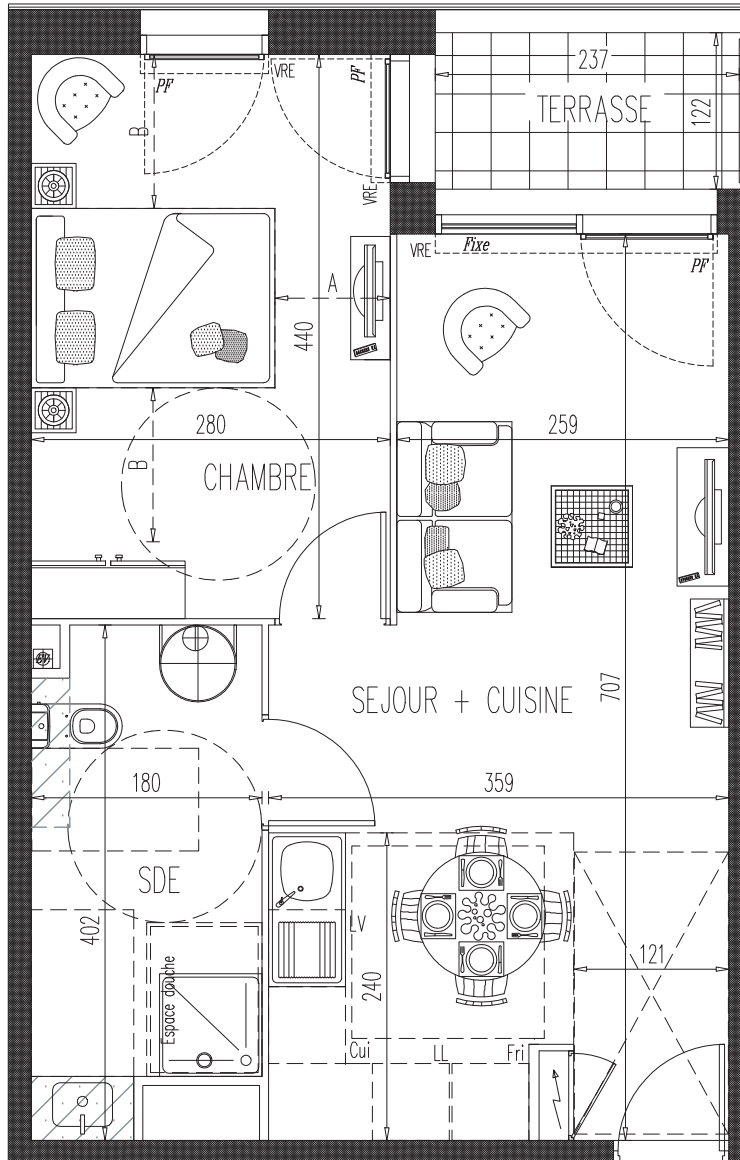 237
TERRASSE
122
PF
VRE
PF
B
VRE
VRE
Fixe
PF
A
440
280
259
B
CHAMBRE
SEJOUR + CUISINE
707
180
359
SDE
402
LV
Espace douche
240
121
Cui
LL
Fri